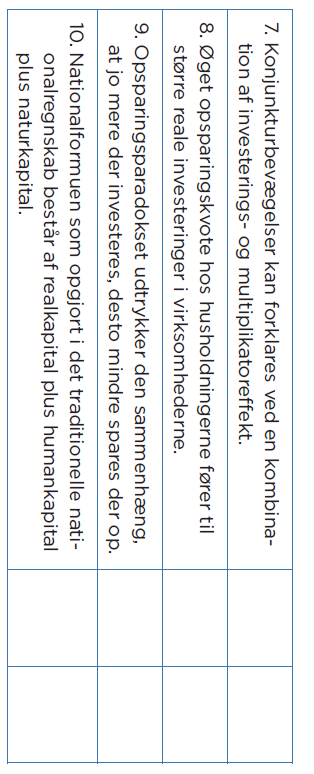 7. Konjunkturbevægelser kan forklares ved en kombina-
tion af investerings- og multiplikatoreffekt.
8. Øget opsparingskvote hos husholdningerne fører til
større reale investeringer i virksomhederne.
9. Opsparingsparadokset udtrykker den sammenhæng,
at jo mere der investeres, desto mindre spares der op.
10. Nationalformuen som opgjort i det traditionelle nati-
onalregnskab består af realkapital plus humankapital
plus naturkapital.